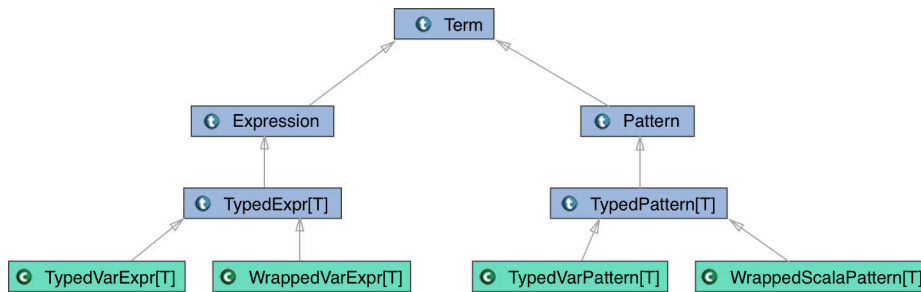 t Term
t Expression
t Pattern
t TypedExpr[T]
t TypedPattern[T]
C TypedVarExpr[T]
C WrappedVarExpr[T]
C TypedVarPattern[T]
C WrappedScalaPattern[T]